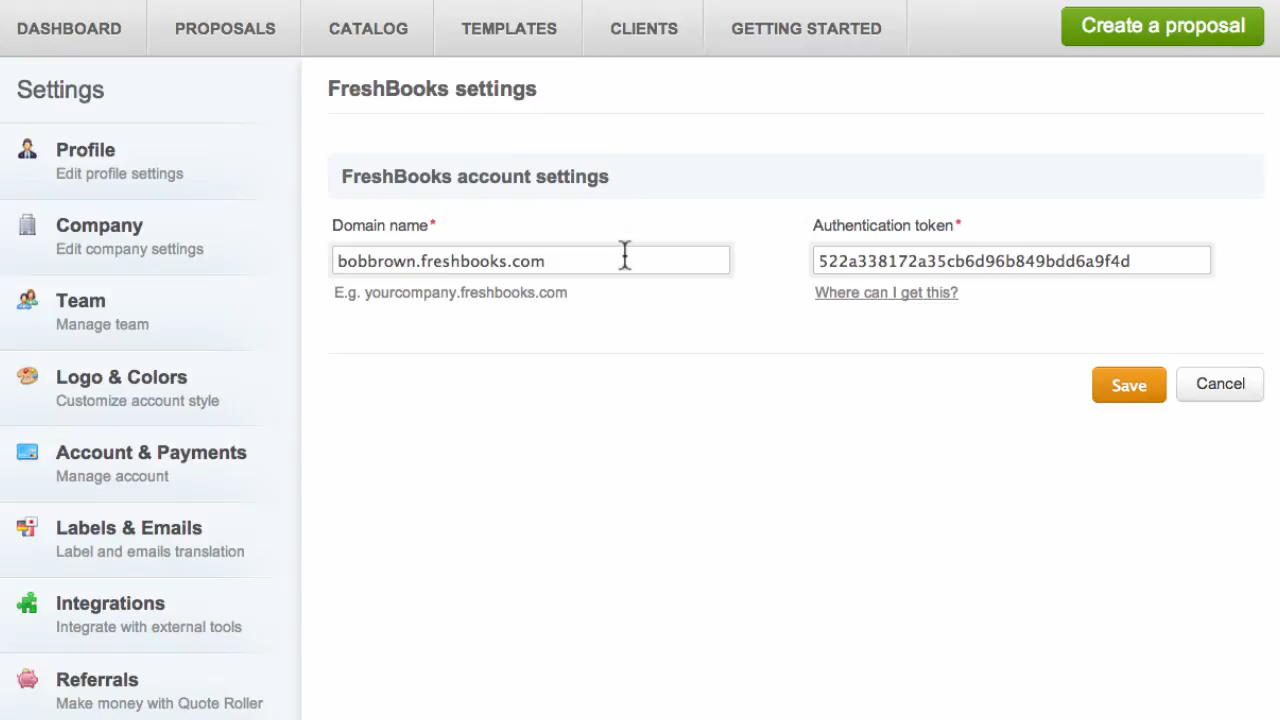 DASHBOARD PROPOSALS CATALOG TEMPLATES CLIENTS GETTING STARTED Create a proposal
Settings
Profile
Edit profile settings
Company
Edit company settings
Team
Manage team
Logo & Colors
Customize account style
Account & Payments
Manage account
Labels & Emails
Label and emails translation
Integrations
Integrate with external tools
Referrals
Make money with Quote Roller
FreshBooks settings
FreshBooks account settings
Domain name*
bobbrown.freshbooks.com
E.g. yourcompany.freshbooks.com
Authentication token*
522a338172a35cb6d96b849bdd6a9f4d
Where can I get this?
Save Cancel